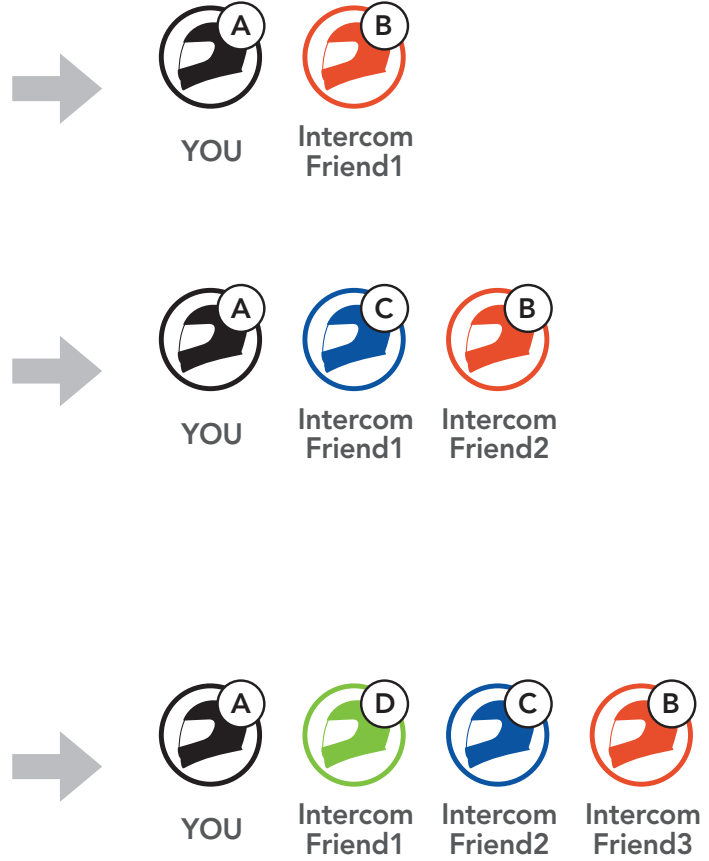 A B
YOU Intercom Friend1
A C B
YOU Intercom Friend1 Intercom Friend2
A D C B
YOU Intercom Friend1 Intercom Friend2 Intercom Friend3